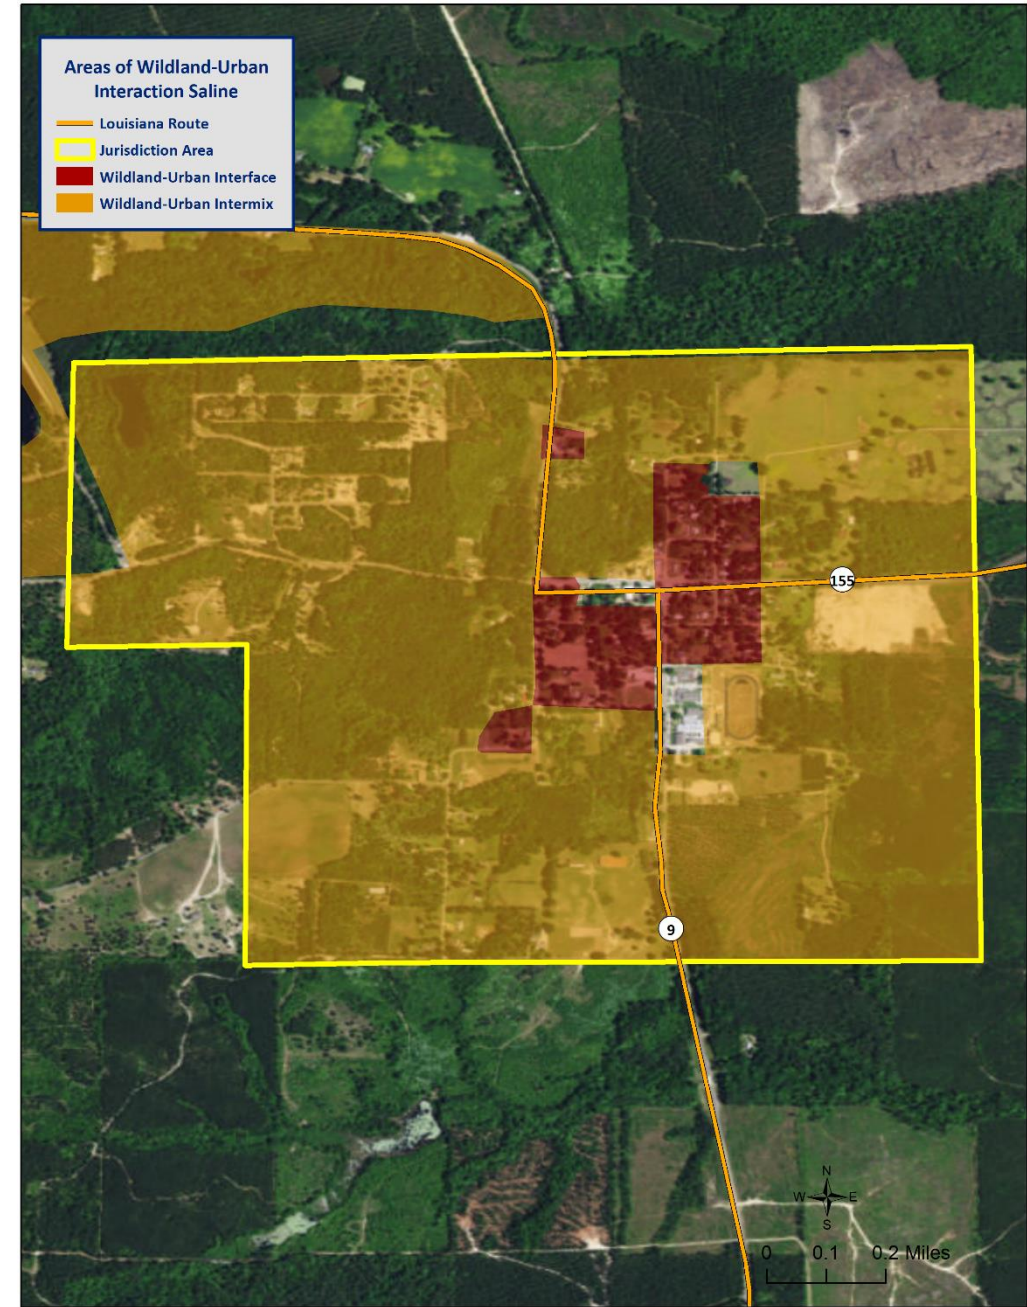 Areas of Wildland-Urban
Interaction Saline
Louisiana Route
Jurisdiction Area
Wildland-Urban Interface
Wildland-Urban Intermix
155
9
N
W E
S
0 0.1 0.2 Miles